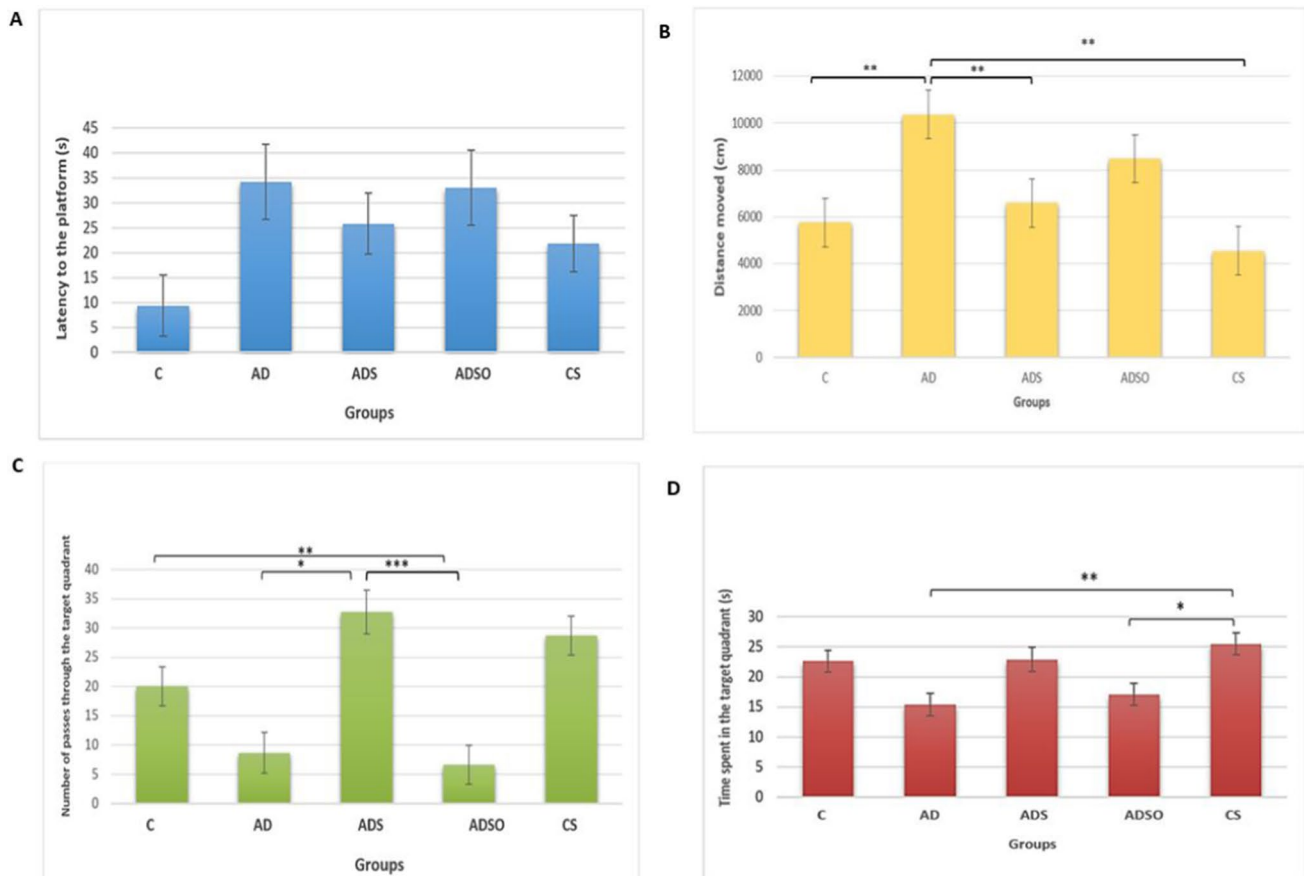 A
Latency to the platform (s)
45
40
35
30
25
20
15
10
5
0
C AD ADS ADSO CS
Groups
B
** ** **
Distance moved (cm)
12000
10000
8000
6000
4000
2000
0
C AD ADS ADSO CS
Groups
C
**
* ***
Number of passes through the target quadrant
40
35
30
25
20
15
10
5
0
C AD ADS ADSO CS
Groups
D
**
*
Time spent in the target quadrant (s)
30
25
20
15
10
5
0
C AD ADS ADSO CS
Groups